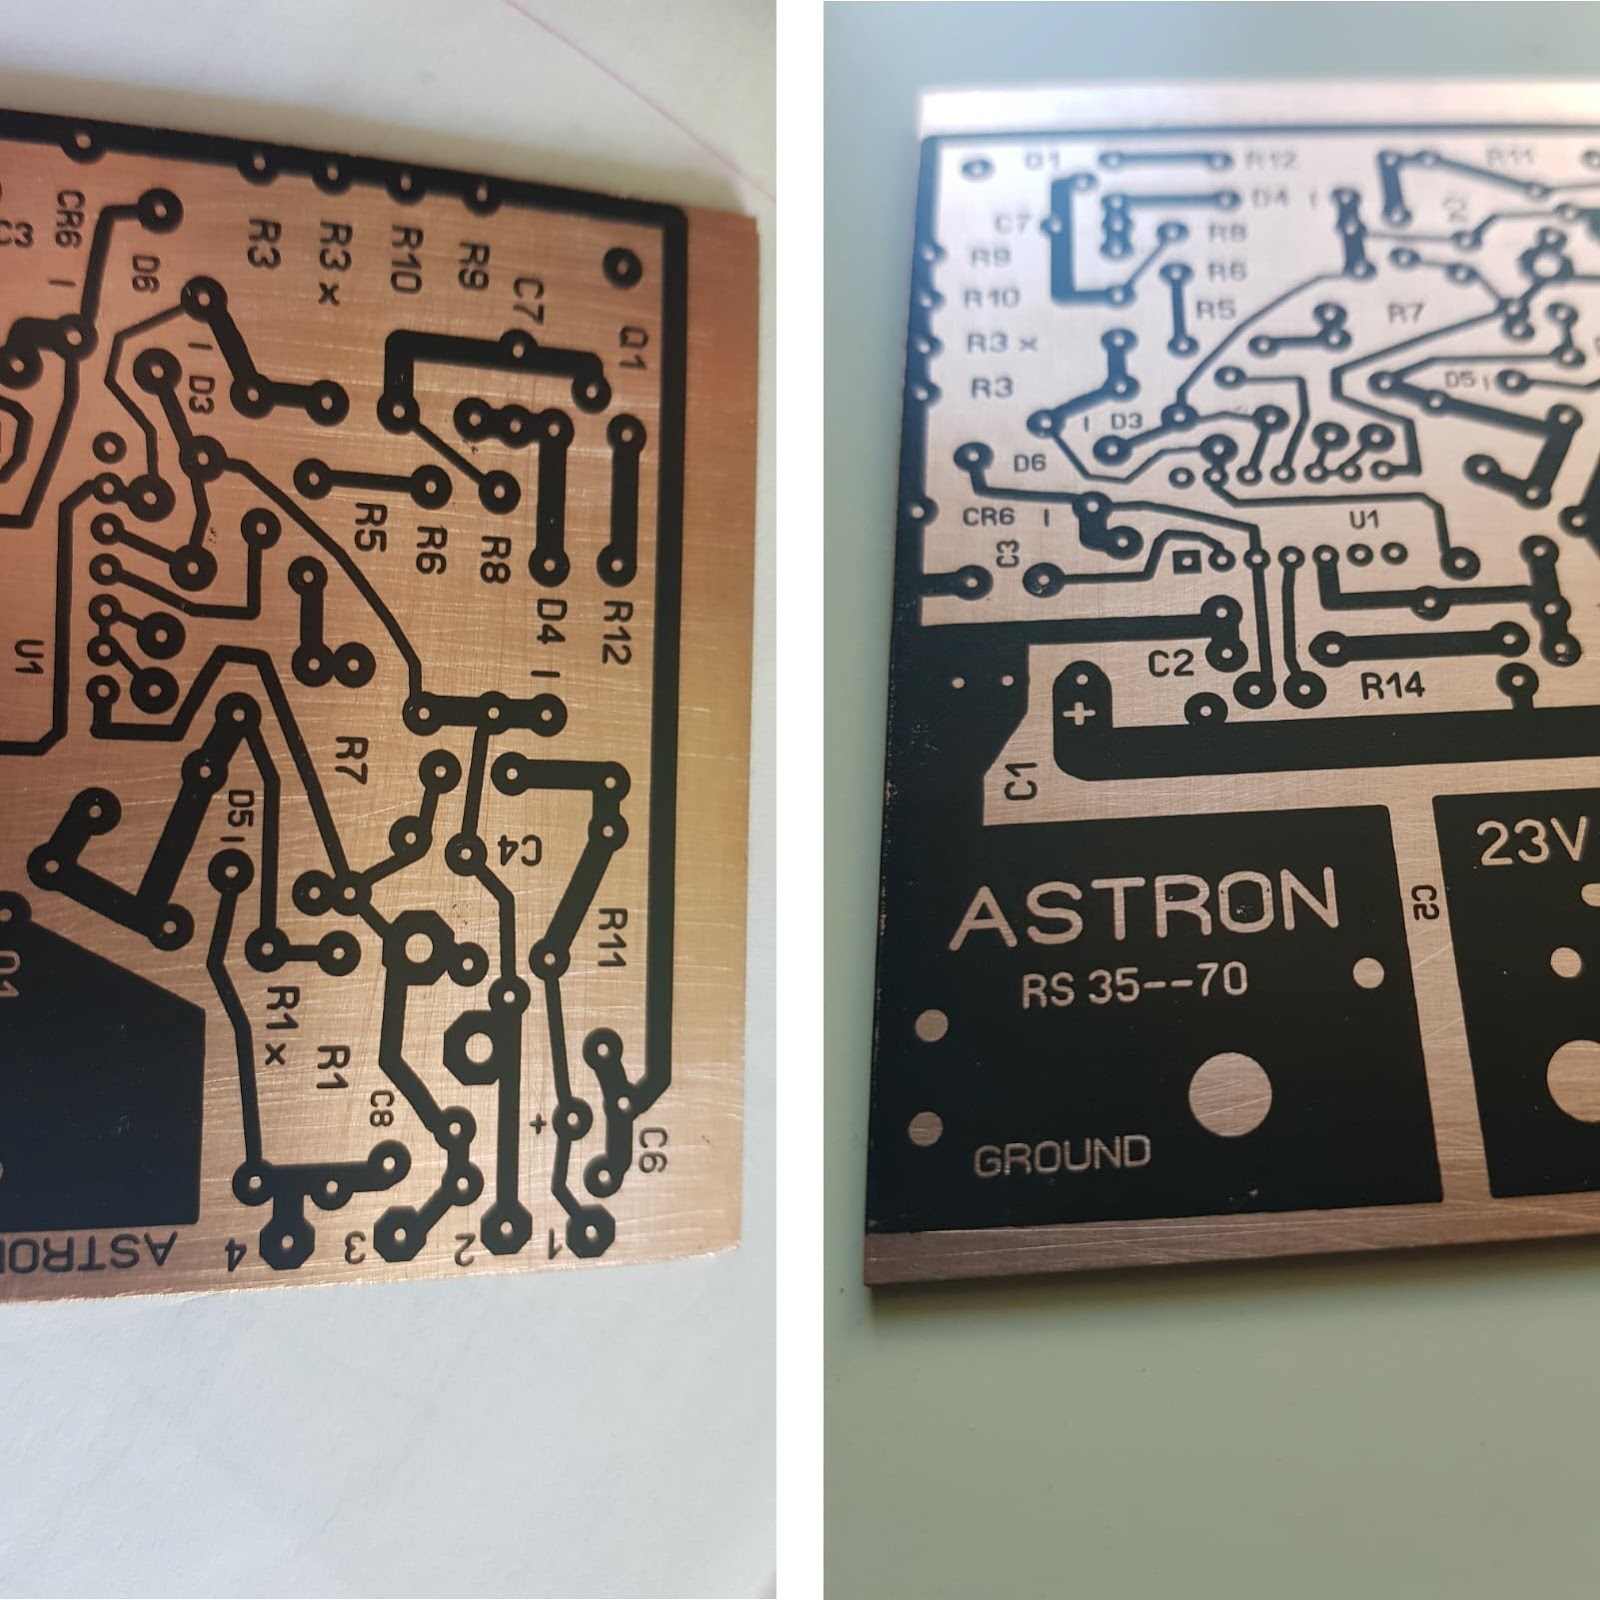 C3
CR6
D6
R3
R3 x
R10
R9
C7
Q1
D3
R5
R6
R8
D4
R12
U1
R7
D5
C4
R11
R1 x
R1
C8
+
C6
ASTRO
4
3
2
1
Q1
R12
R11
D4
C7
R8
R9
R6
R10
R5
R7
R3 x
R3
D5
D3
D6
CR6
U1
C3
C2
R14
+
C1
23V
ASTRON
C2
RS 35--70
GROUND